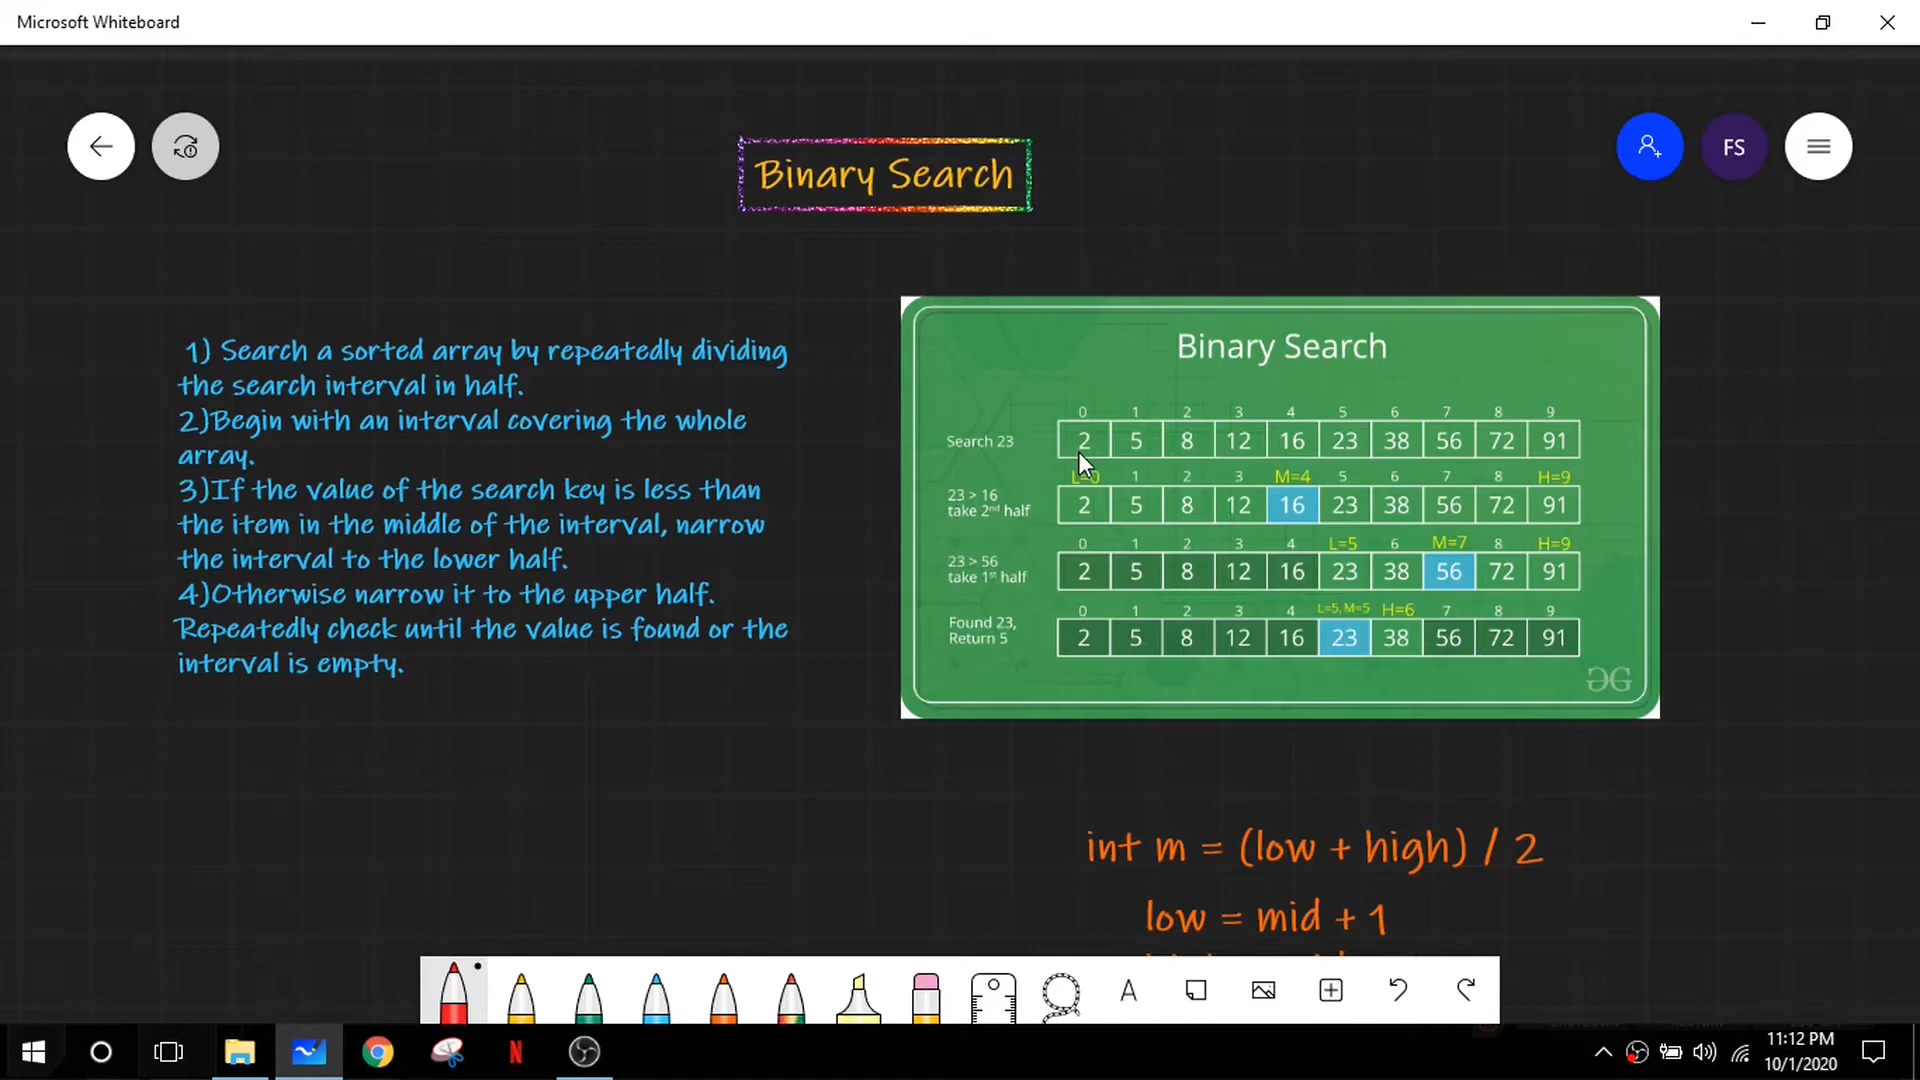 Microsoft Whiteboard
FS
Binary Search
1) Search a sorted array by repeatedly dividing
the search interval in half.
2)Begin with an interval covering the whole
array.
3)If the value of the search key is less than
the item in the middle of the interval, narrow
the interval to the lower half.
4)Otherwise narrow it to the upper half.
Repeatedly check until the value is found or the
interval is empty.
Binary Search
0 1 2 3 4 5 6 7 8 9
Search 23 2 5 8 12 16 23 38 56 72 91
L=0 1 2 3 M=4 5 6 7 8 H=9
23 > 16
take 2nd half 2 5 8 12 16 23 38 56 72 91
0 1 2 3 4 L=5 6 M=7 8 H=9
23 > 56
take 1st half 2 5 8 12 16 23 38 56 72 91
0 1 2 3 4 L=5, M=5 H=6 7 8 9
Found 23,
Return 5 2 5 8 12 16 23 38 56 72 91
int m = (low + high) / 2
low = mid + 1
11:12 PM
10/1/2020